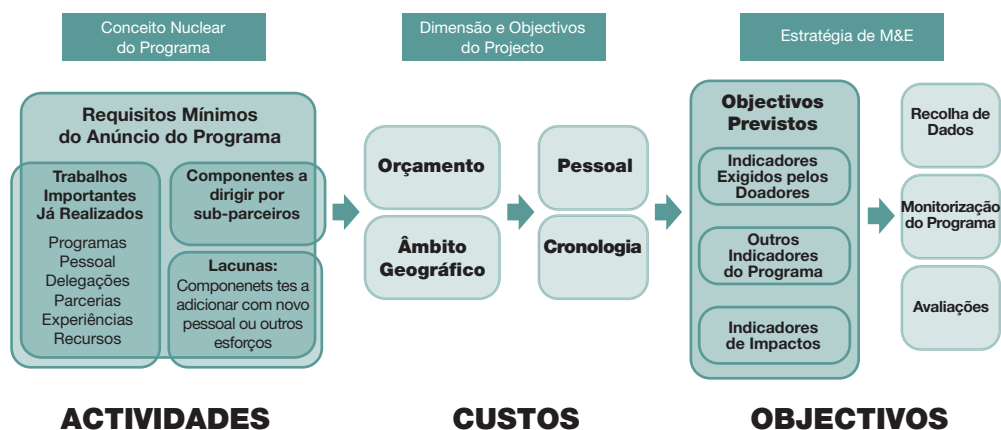 Conceito Nuclear
do Programa
Dimensão e Objectivos
do Projecto
Estratégia de M&E
Requisitos Mínimos
do Anúncio do Programa
Trabalhos
Importantes
Já Realizados
Programas
Pessoal
Delegações
Parcerias
Experiências
Recursos
Componentes a
dirigir por
sub-parceiros
Lacunas:
Componenets tes a
adicionar com novo
pessoal ou outros
esforços
Orçamento
Pessoal
Âmbito
Geográfico
Cronologia
Objectivos
Previstos
Indicadores
Exigidos pelos
Doadores
Outros
Indicadores
do Programa
Indicadores
de Impactos
Recolha de
Dados
Monitorização
do Programa
Avaliações
ACTIVIDADES
CUSTOS
OBJECTIVOS